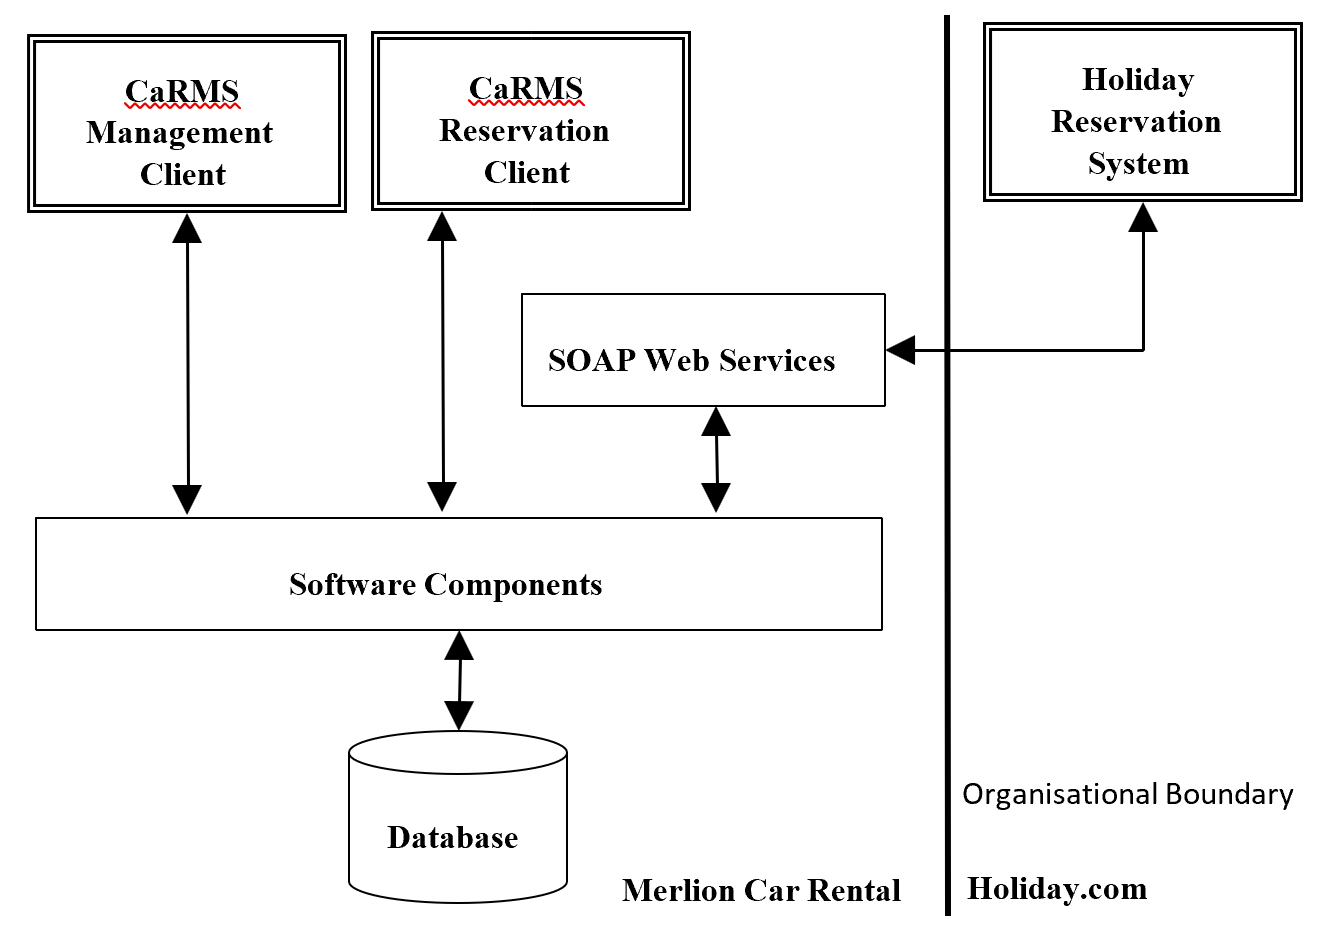 CaRMS
Management
Client
CaRMS
Reservation
Client
Holiday
Reservation
System
SOAP Web Services
Software Components
Database
Organisational Boundary
Merlion Car Rental
Holiday.com